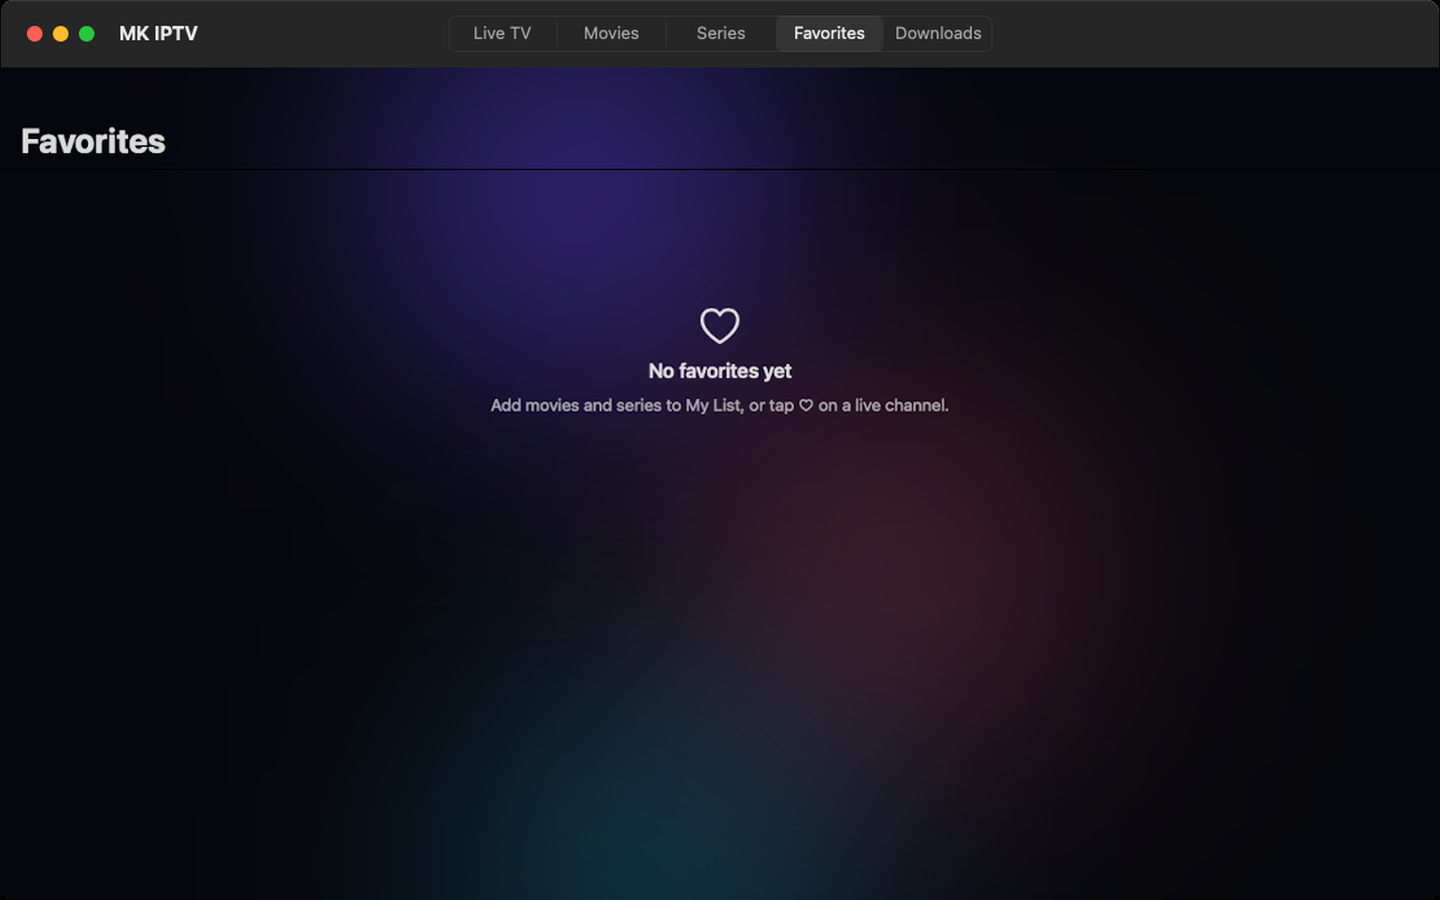 MK IPTV
Live TV
Movies
Series
Favorites
Downloads
Favorites
No favorites yet
Add movies and series to My List, or tap ♡ on a live channel.